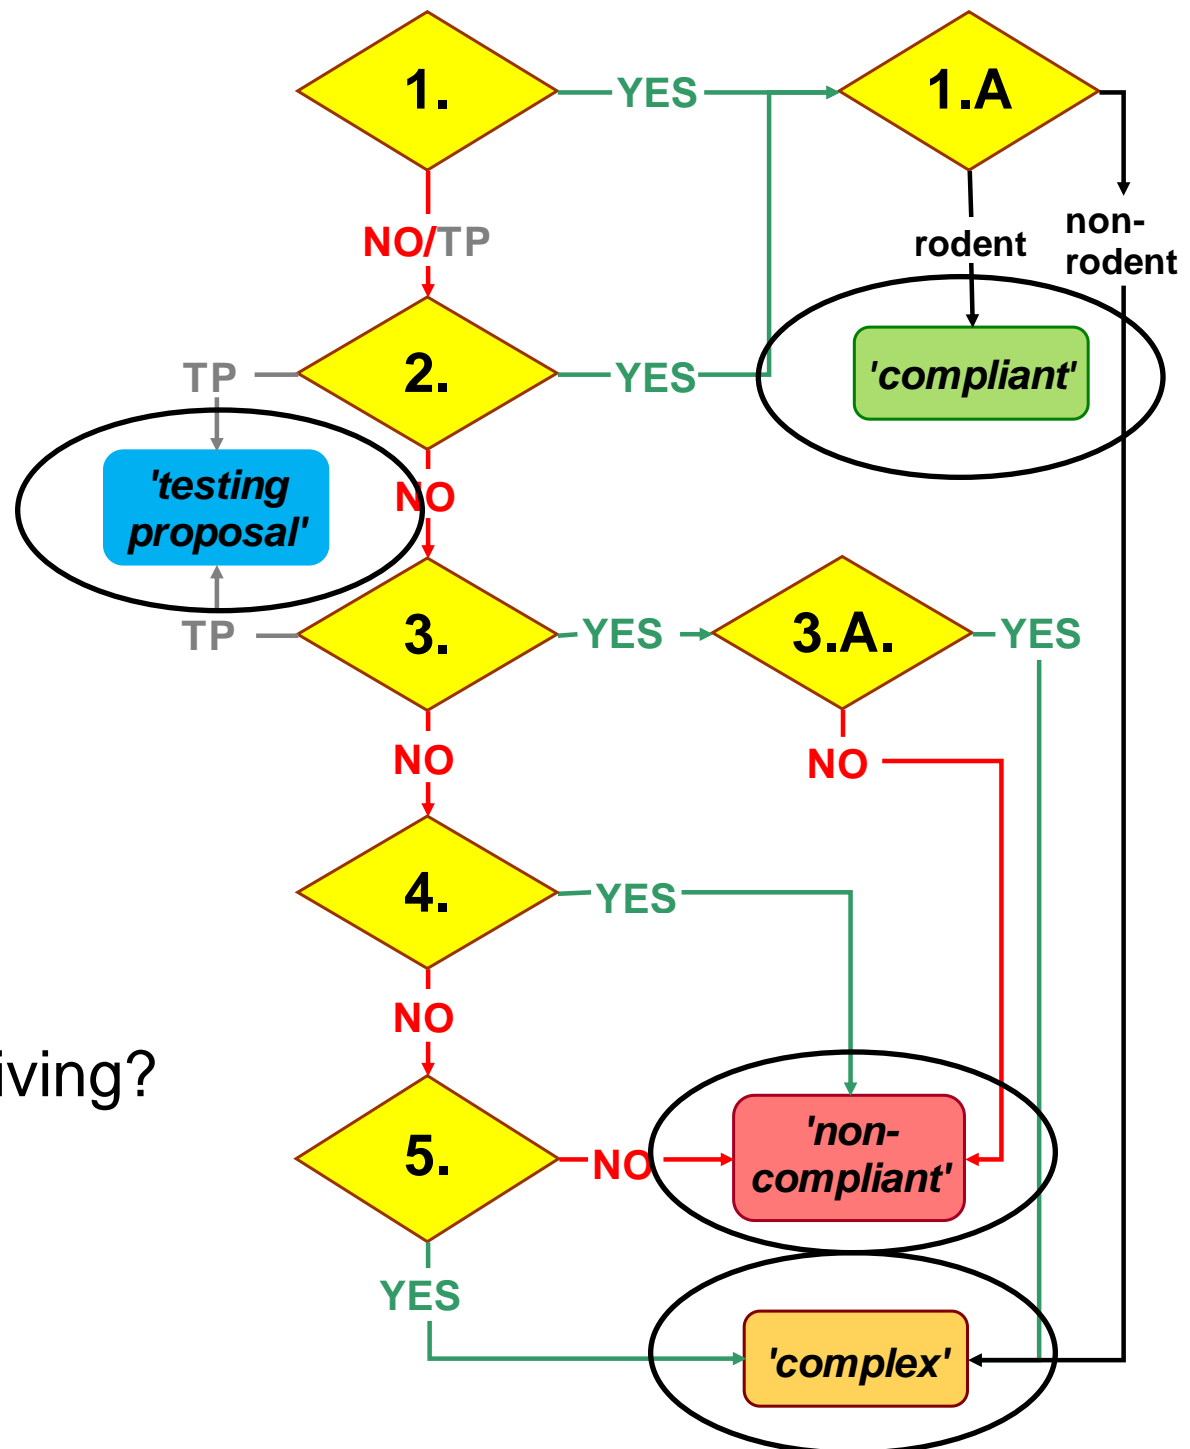 1.
YES
1.A
NO/TP
rodent
non-
rodent
2.
TP
YES
'compliant'
'testing
proposal'
NO
3.
TP
YES
3.A.
YES
NO
NO
4.
YES
NO
iving?
5.
NO
'non-
compliant'
YES
'complex'